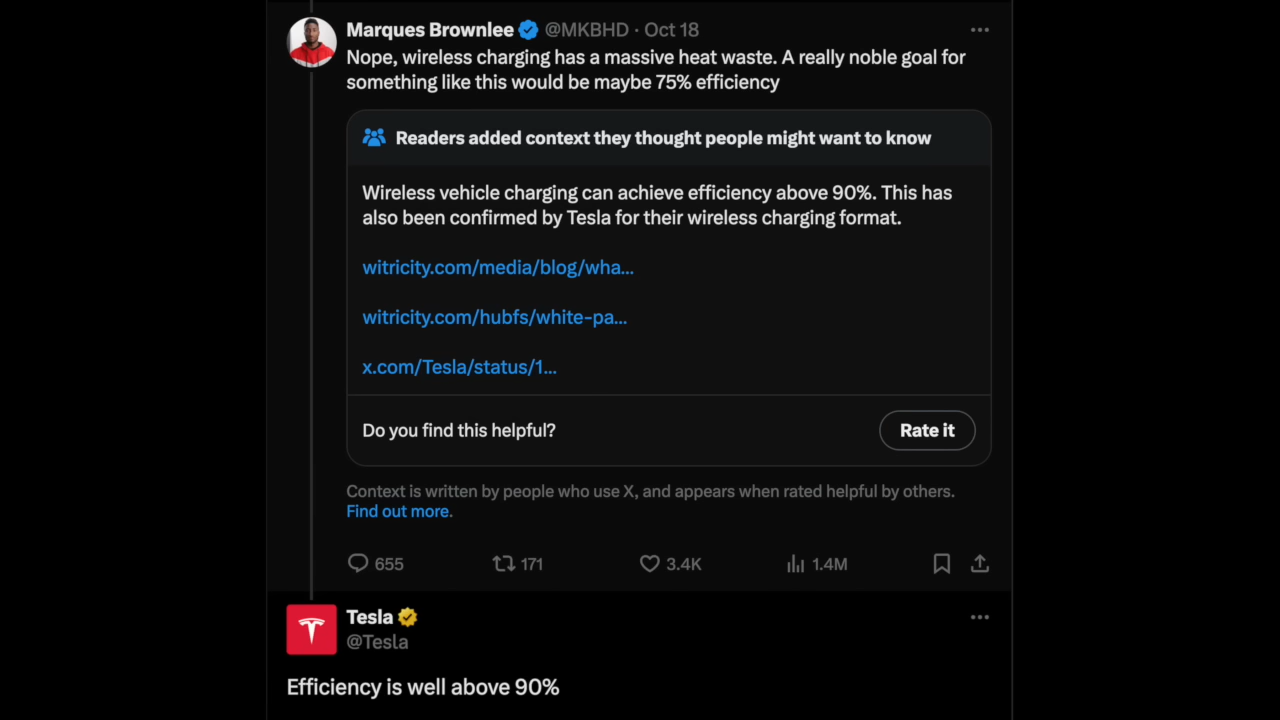 Marques Brownlee @MKBHD · Oct 18
Nope, wireless charging has a massive heat waste. A really noble goal for
something like this would be maybe 75% efficiency
Readers added context they thought people might want to know
Wireless vehicle charging can achieve efficiency above 90%. This has
also been confirmed by Tesla for their wireless charging format.
witricity.com/media/blog/wha...
witricity.com/hubfs/white-pa...
x.com/Tesla/status/1...
Do you find this helpful?
Rate it
Context is written by people who use X, and appears when rated helpful by others.
Find out more.
655 171 3.4K 1.4M
Tesla
@Tesla
Efficiency is well above 90%